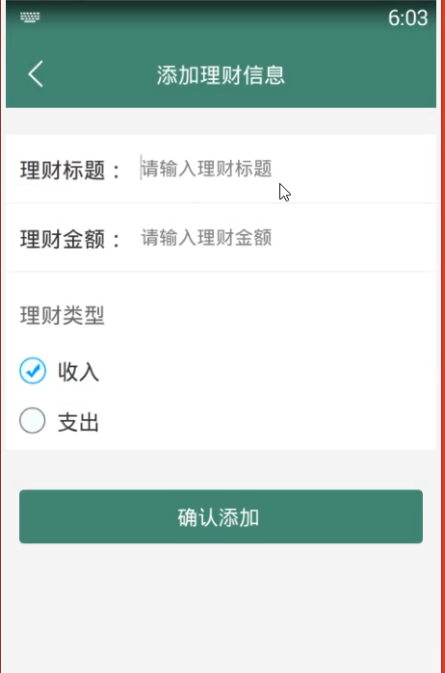 6:03
添加理财信息
理财标题： 请输入理财标题
理财金额： 请输入理财金额
理财类型
收入
支出
确认添加